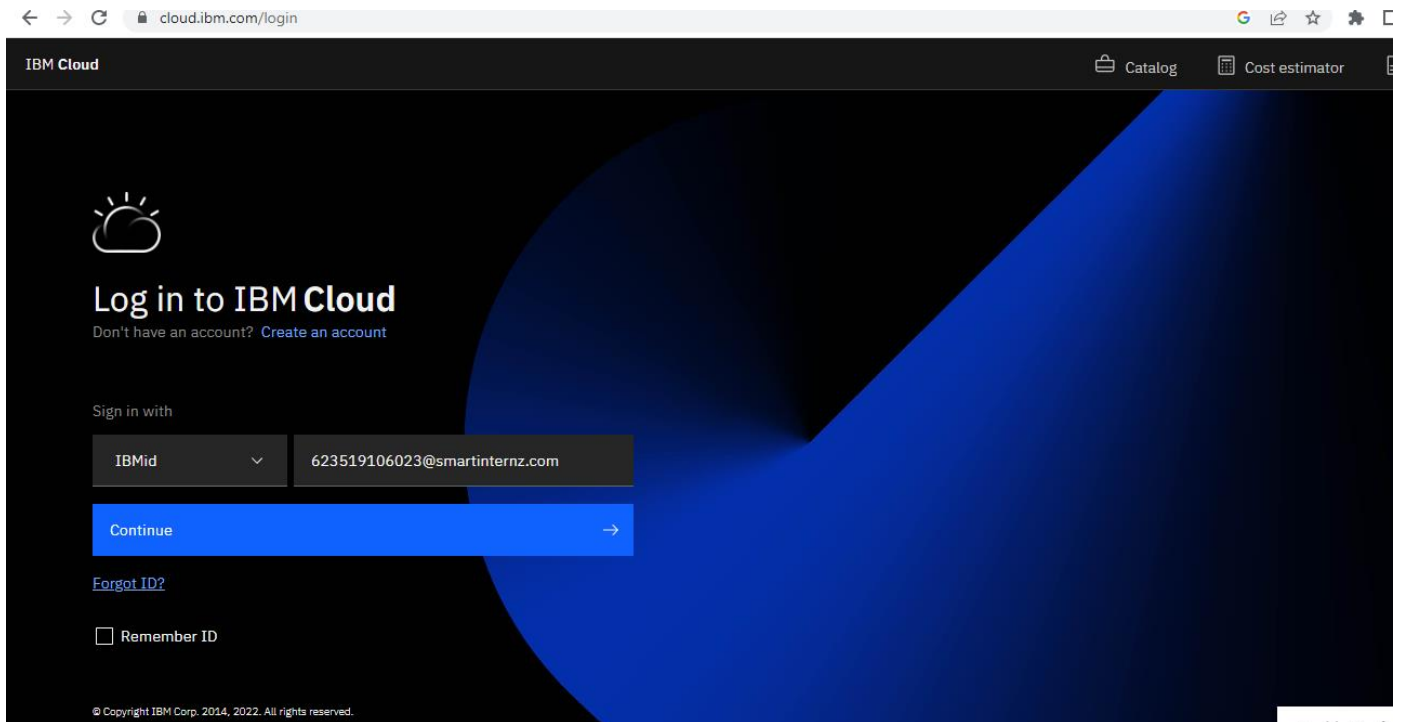 cloud.ibm.com/login
IBM Cloud
Catalog
Cost estimator
Log in to IBM Cloud
Don't have an account? Create an account
Sign in with
IBMid
623519106023@smartinternz.com
Continue
Forgot ID?
Remember ID
© Copyright IBM Corp. 2014, 2022. All rights reserved.